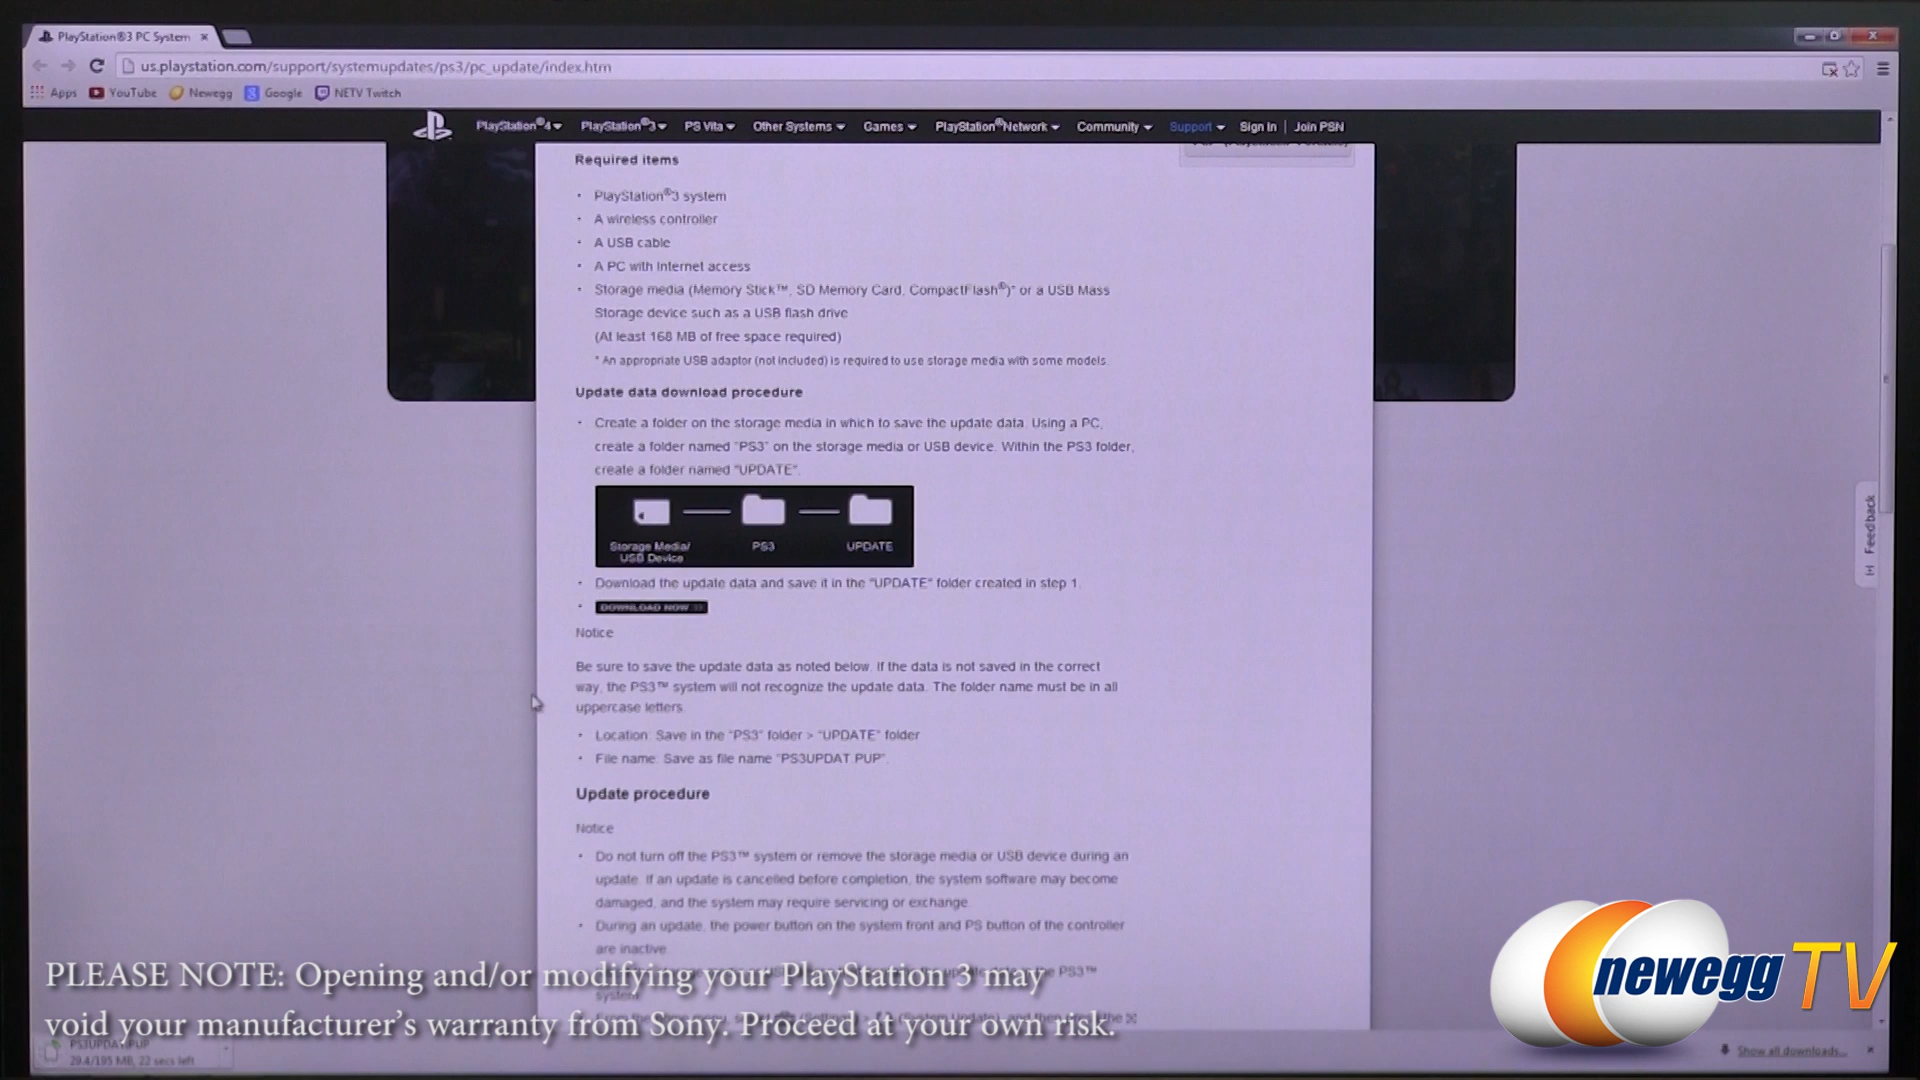 PlayStation®3 PC System
us.playstation.com/support/systemupdates/ps3/pc_update/index.htm
Apps YouTube Newegg Google NETV Twitch
PlayStation®4 PlayStation®3 PS Vita Other Systems Games PlayStation®Network Community Support Sign In | Join PSN
Required items
• PlayStation®3 system
• A wireless controller
• A USB cable
• A PC with Internet access
• Storage media (Memory Stick™, SD Memory Card, CompactFlash®)* or a USB Mass
Storage device such as a USB flash drive
(At least 168 MB of free space required)
* An appropriate USB adaptor (not included) is required to use storage media with some models.
Update data download procedure
• Create a folder on the storage media in which to save the update data. Using a PC,
create a folder named "PS3" on the storage media or USB device. Within the PS3 folder,
create a folder named "UPDATE".
Storage Media/ PS3 UPDATE
USB Device
• Download the update data and save it in the "UPDATE" folder created in step 1.
• DOWNLOAD NOW
Notice
Be sure to save the update data as noted below. If the data is not saved in the correct
way, the PS3™ system will not recognize the update data. The folder name must be in all
uppercase letters.
• Location: Save in the "PS3" folder > "UPDATE" folder
• File name: Save as file name "PS3UPDAT.PUP".
Update procedure
Notice
• Do not turn off the PS3™ system or remove the storage media or USB device during an
update. If an update is cancelled before completion, the system software may become
damaged, and the system may require servicing or exchange.
• During an update, the power button on the system front and PS button of the controller
are inactive.
PS3™
system
Feedback
PLEASE NOTE: Opening and/or modifying your PlayStation 3 may
void your manufacturer's warranty from Sony. Proceed at your own risk.
PS3UPDAT.PUP
29.4/195 MB, 22 secs left
Show all downloads...
newegg TV